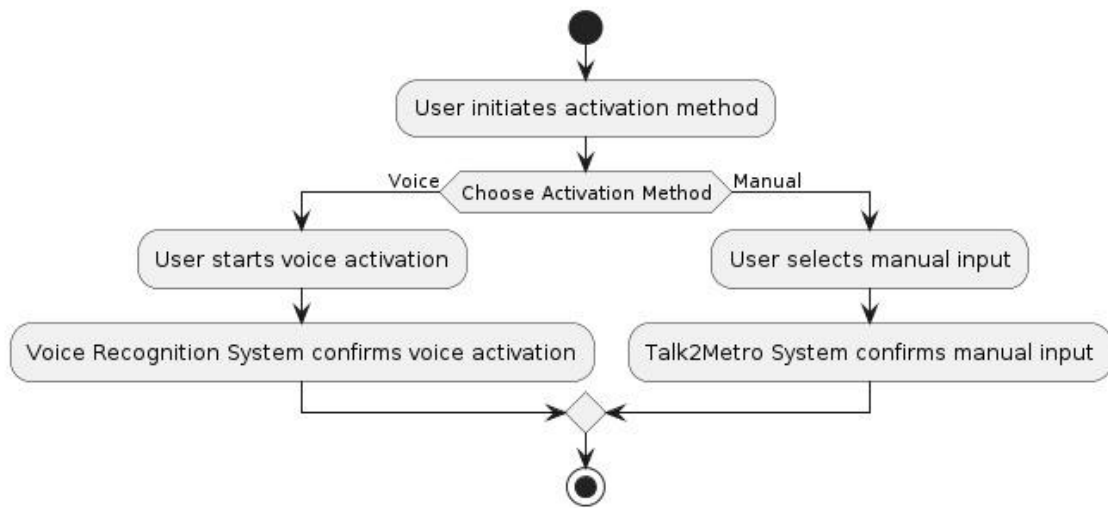 User initiates activation method
Voice
Choose Activation Method
Manual
User starts voice activation
User selects manual input
Voice Recognition System confirms voice activation
Talk2Metro System confirms manual input